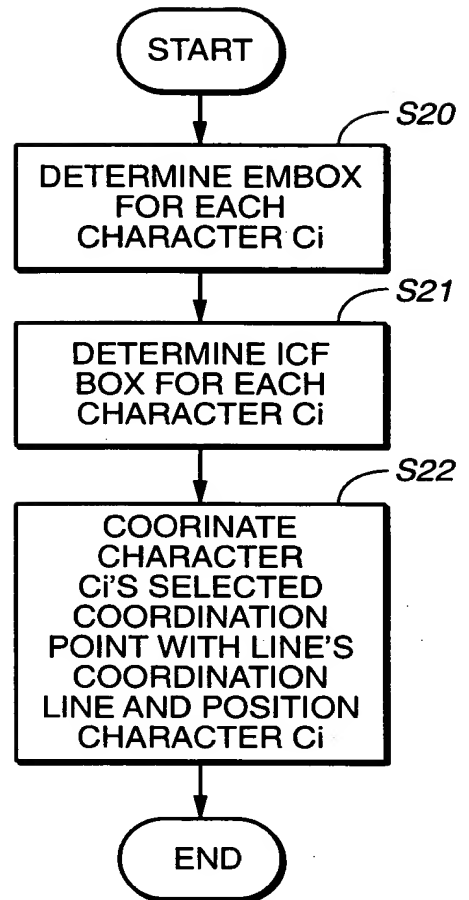 START
S20
DETERMINE EMBOX
FOR EACH
CHARACTER Ci
S21
DETERMINE ICF
BOX FOR EACH
CHARACTER Ci
S22
COORINATE
CHARACTER
Ci'S SELECTED
COORDINATION
POINT WITH LINE'S
COORDINATION
LINE AND POSITION
CHARACTER Ci
END